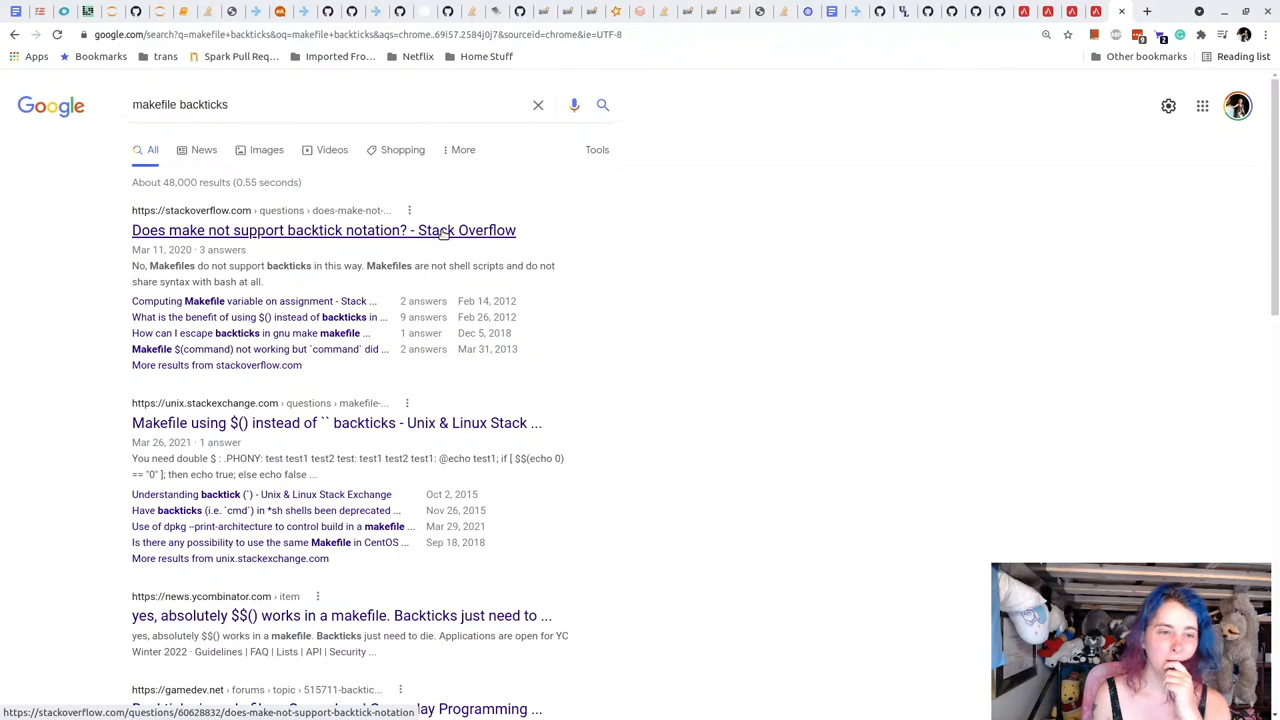 google.com/search?q=makefile+backticks&oq=makefile+backticks&aqs=chrome..69i57.2584j0j7&sourceid=chrome&ie=UTF-8
9
2
Apps
Bookmarks
trans
Spark Pull Req...
Imported Fro...
Netflix
Home Stuff
Other bookmarks
Reading list
Google
makefile backticks
All
News
Images
Videos
Shopping
More
Tools
About 48,000 results (0.55 seconds)
https://stackoverflow.com › questions › does-make-not-...
Does make not support backtick notation? - Stack Overflow
Mar 11, 2020 · 3 answers
No, Makefiles do not support backticks in this way. Makefiles are not shell scripts and do not
share syntax with bash at all.
Computing Makefile variable on assignment - Stack ... 2 answers Feb 14, 2012
What is the benefit of using $() instead of backticks in ... 9 answers Feb 26, 2012
How can I escape backticks in gnu make makefile ... 1 answer Dec 5, 2018
Makefile $(command) not working but `command` did ... 2 answers Mar 31, 2013
More results from stackoverflow.com
https://unix.stackexchange.com › questions › makefile-...
Makefile using $() instead of `` backticks - Unix & Linux Stack ...
Mar 26, 2021 · 1 answer
You need double $ : .PHONY: test test1 test2 test: test1 test2 test1: @echo test1; if [ $$(echo 0)
== "0" ]; then echo true; else echo false ...
Understanding backtick (`) - Unix & Linux Stack Exchange Oct 2, 2015
Have backticks (i.e. `cmd`) in *sh shells been deprecated ... Nov 26, 2015
Use of dpkg --print-architecture to control build in a makefile ... Mar 29, 2021
Is there any possibility to use the same Makefile in CentOS ... Sep 18, 2018
More results from unix.stackexchange.com
https://news.ycombinator.com › item
yes, absolutely $$() works in a makefile. Backticks just need to ...
yes, absolutely $$() works in a makefile. Backticks just need to die. Applications are open for YC
Winter 2022 · Guidelines | FAQ | Lists | API | Security ...
https://gamedev.net › forums › topic › 515711-backtic...
Programming ...
https://stackoverflow.com/questions/60628832/does-make-not-support-backtick-notation